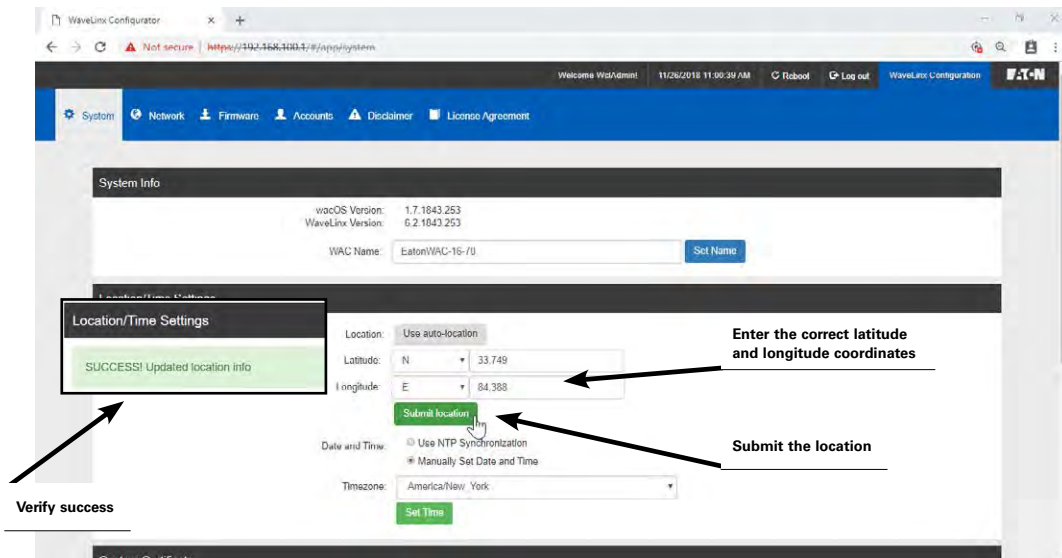 WaveLinx Configurator
Not secure | https://192.168.100.1/#/app/system
Welcome WclAdmin! 11/26/2018 11:00:39 AM Reboot Log out WaveLinx Configuration EATON
System Network Firmware Accounts Disclaimer License Agreement
System Info
wacOS Version: 1.7.1843.253
WaveLinx Version: 6.2.1843.253
WAC Name: EatonWAC-16-70 Set Name
Location/Time Settings
Location/Time Settings
SUCCESS! Updated location info
Location: Use auto-location
Latitude: N 33.749
Longitude: E 84.388
Submit location
Enter the correct latitude
and longitude coordinates
Submit the location
Date and Time: Use NTP Synchronization
Manually Set Date and Time
Timezone: America/New_York
Set Time
Verify success